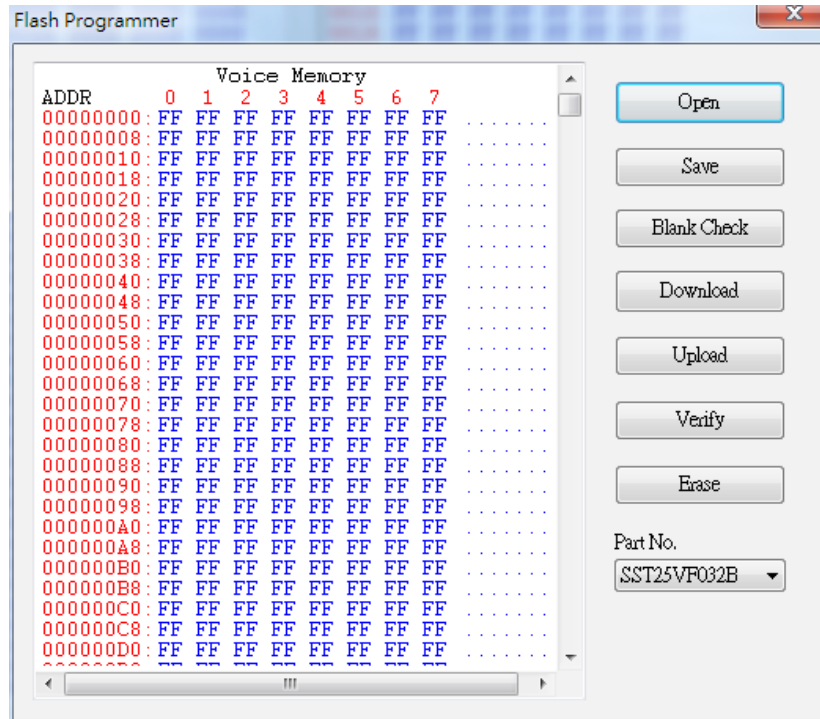 Flash Programmer
Voice Memory
ADDR 0 1 2 3 4 5 6 7
00000000:FF FF FF FF FF FF FF FF ........
00000008:FF FF FF FF FF FF FF FF ........
00000010:FF FF FF FF FF FF FF FF ........
00000018:FF FF FF FF FF FF FF FF ........
00000020:FF FF FF FF FF FF FF FF ........
00000028:FF FF FF FF FF FF FF FF ........
00000030:FF FF FF FF FF FF FF FF ........
00000038:FF FF FF FF FF FF FF FF ........
00000040:FF FF FF FF FF FF FF FF ........
00000048:FF FF FF FF FF FF FF FF ........
00000050:FF FF FF FF FF FF FF FF ........
00000058:FF FF FF FF FF FF FF FF ........
00000060:FF FF FF FF FF FF FF FF ........
00000068:FF FF FF FF FF FF FF FF ........
00000070:FF FF FF FF FF FF FF FF ........
00000078:FF FF FF FF FF FF FF FF ........
00000080:FF FF FF FF FF FF FF FF ........
00000088:FF FF FF FF FF FF FF FF ........
00000090:FF FF FF FF FF FF FF FF ........
00000098:FF FF FF FF FF FF FF FF ........
000000A0:FF FF FF FF FF FF FF FF ........
000000A8:FF FF FF FF FF FF FF FF ........
000000B0:FF FF FF FF FF FF FF FF ........
000000B8:FF FF FF FF FF FF FF FF ........
000000C0:FF FF FF FF FF FF FF FF ........
000000C8:FF FF FF FF FF FF FF FF ........
000000D0:FF FF FF FF FF FF FF FF ........
Open
Save
Blank Check
Download
Upload
Verify
Erase
Part No.
SST25VF032B